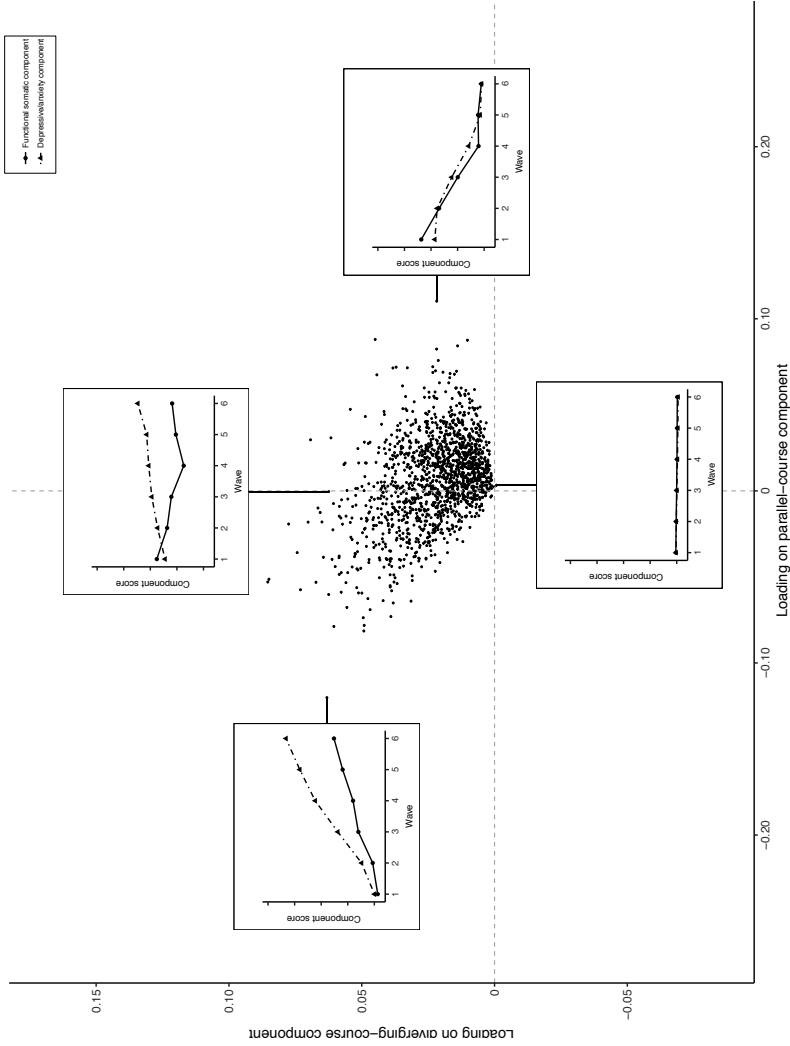 Functional somatic component
Depressive/anxiety component
Component score
1 2 3 4 5 6
Wave
Component score
1 2 3 4 5 6
Wave
Component score
1 2 3 4 5 6
Wave
Component score
1 2 3 4 5 6
Wave
0.15
0.10
0.05
0
−0.05
Loading on diverging−course component
−0.20
−0.10
0
0.10
0.20
Loading on parallel−course component